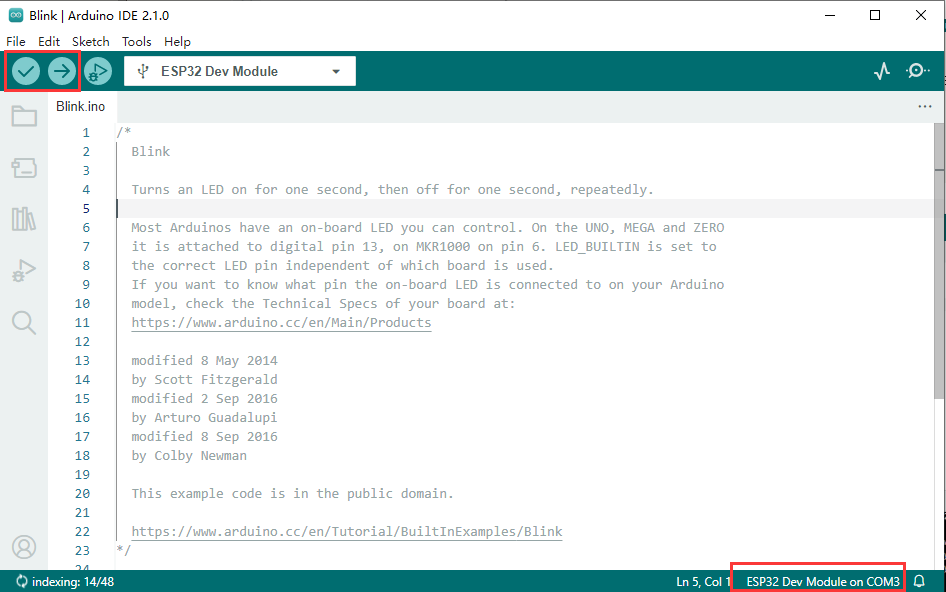 Blink | Arduino IDE 2.1.0
File Edit Sketch Tools Help
ESP32 Dev Module
Blink.ino
1 /*
2 Blink
3
4 Turns an LED on for one second, then off for one second, repeatedly.
5
6 Most Arduinos have an on-board LED you can control. On the UNO, MEGA and ZERO
7 it is attached to digital pin 13, on MKR1000 on pin 6. LED_BUILTIN is set to
8 the correct LED pin independent of which board is used.
9 If you want to know what pin the on-board LED is connected to on your Arduino
10 model, check the Technical Specs of your board at:
11 https://www.arduino.cc/en/Main/Products
12
13 modified 8 May 2014
14 by Scott Fitzgerald
15 modified 2 Sep 2016
16 by Arturo Guadalupi
17 modified 8 Sep 2016
18 by Colby Newman
19
20 This example code is in the public domain.
21
22 https://www.arduino.cc/en/Tutorial/BuiltInExamples/Blink
23 */
24
indexing: 14/48 Ln 5, Col 1 ESP32 Dev Module on COM3